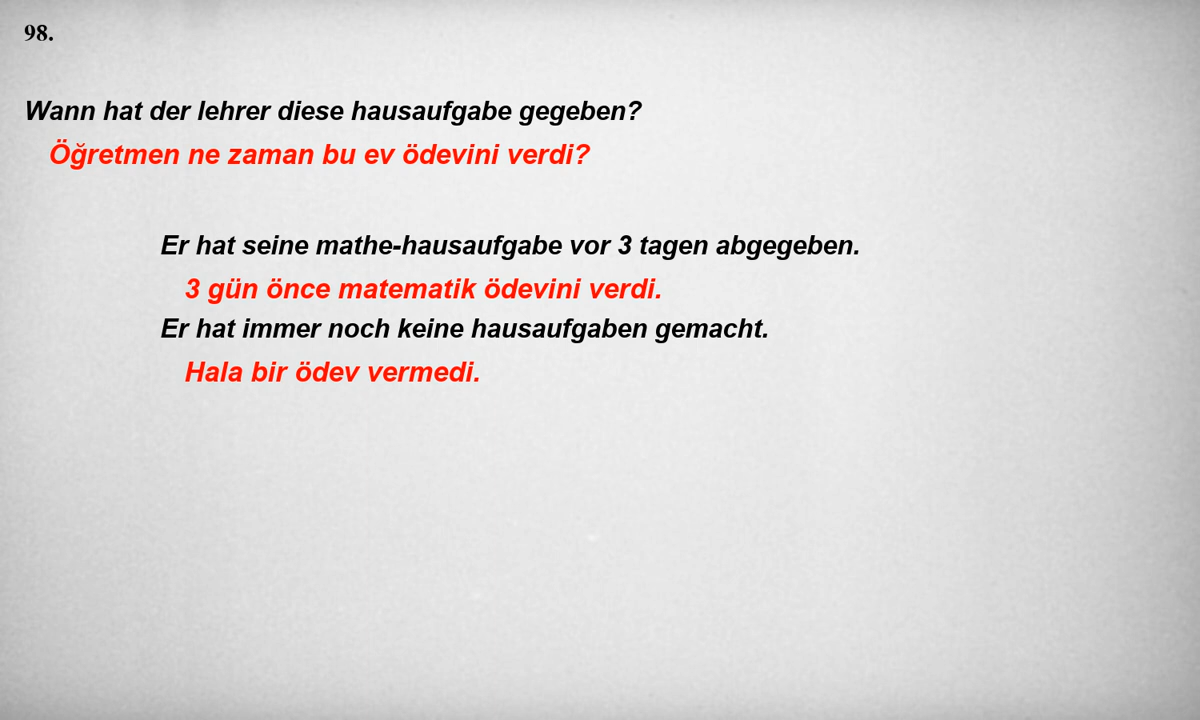 98.
Wann hat der lehrer diese hausaufgabe gegeben?
Öğretmen ne zaman bu ev ödevini verdi?
Er hat seine mathe-hausaufgabe vor 3 tagen abgegeben.
3 gün önce matematik ödevini verdi.
Er hat immer noch keine hausaufgaben gemacht.
Hala bir ödev vermedi.